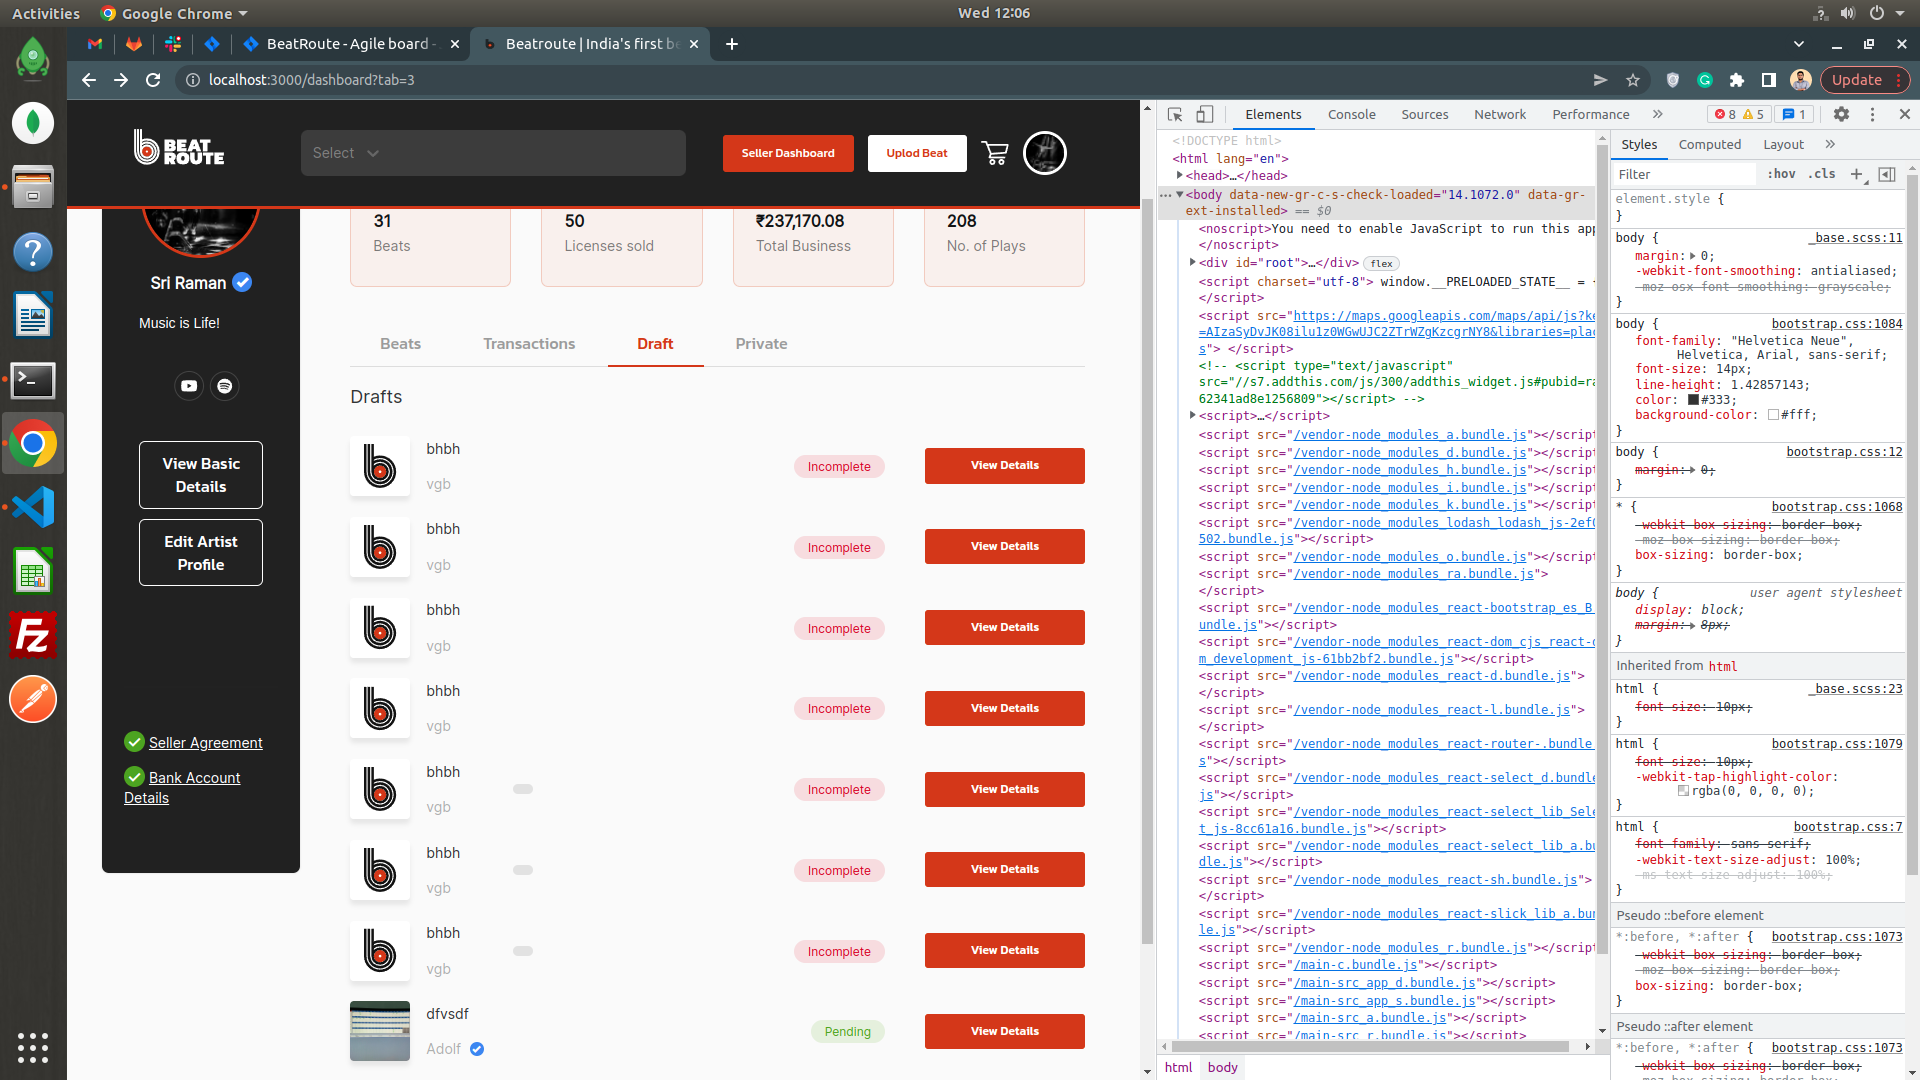 Activities
Google Chrome
Wed 12:06
BeatRoute - Agile board -
Beatroute | India's first be
localhost:3000/dashboard?tab=3
Update
BEAT
ROUTE
Select
Seller Dashboard
Uplod Beat
31
Beats
50
Licenses sold
₹237,170.08
Total Business
208
No. of Plays
Sri Raman
Music is Life!
View Basic
Details
Edit Artist
Profile
Seller Agreement
Bank Account
Details
Beats
Transactions
Draft
Private
Drafts
bhbh
vgb
Incomplete
View Details
bhbh
vgb
Incomplete
View Details
bhbh
vgb
Incomplete
View Details
bhbh
vgb
Incomplete
View Details
bhbh
vgb
Incomplete
View Details
bhbh
vgb
Incomplete
View Details
bhbh
vgb
Incomplete
View Details
dfvsdf
Adolf
Pending
View Details
Elements
Console
Sources
Network
Performance
8
5
1
<!DOCTYPE html>
<html lang="en">
<head>…</head>
<body data-new-gr-c-s-check-loaded="14.1072.0" data-gr-
ext-installed> == $0
<noscript>You need to enable JavaScript to run this app
</noscript>
<div id="root">…</div> flex
<script charset="utf-8"> window.__PRELOADED_STATE__ = 
</script>
<script src="https://maps.googleapis.com/maps/api/js?ke
=AIzaSyDvJK08ilu1z0WGwUJC2ZTrWZgKzcgrNY8&libraries=plac
s"> </script>
<!-- <script type="text/javascript"
src="//s7.addthis.com/js/300/addthis_widget.js#pubid=ra
62341ad8e1256809"></script> -->
<script>…</script>
<script src="/vendor-node_modules_a.bundle.js"></script
<script src="/vendor-node_modules_d.bundle.js"></script
<script src="/vendor-node_modules_h.bundle.js"></script
<script src="/vendor-node_modules_i.bundle.js"></script
<script src="/vendor-node_modules_k.bundle.js"></script
<script src="/vendor-node_modules_lodash_lodash_js-2ef0
502.bundle.js"></script>
<script src="/vendor-node_modules_o.bundle.js"></script
<script src="/vendor-node_modules_ra.bundle.js">
</script>
<script src="/vendor-node_modules_react-bootstrap_es_B
undle.js"></script>
<script src="/vendor-node_modules_react-dom_cjs_react-d
m_development_js-61bb2bf2.bundle.js"></script>
<script src="/vendor-node_modules_react-d.bundle.js">
</script>
<script src="/vendor-node_modules_react-l.bundle.js">
</script>
<script src="/vendor-node_modules_react-router-.bundle
s"></script>
<script src="/vendor-node_modules_react-select_d.bundle
js"></script>
<script src="/vendor-node_modules_react-select_lib_Sele
t_js-8cc61a16.bundle.js"></script>
<script src="/vendor-node_modules_react-select_lib_a.bu
dle.js"></script>
<script src="/vendor-node_modules_react-sh.bundle.js">
</script>
<script src="/vendor-node_modules_react-slick_lib_a.bun
le.js"></script>
<script src="/vendor-node_modules_r.bundle.js"></script
<script src="/main-c.bundle.js"></script>
<script src="/main-src_app_d.bundle.js"></script>
<script src="/main-src_app_s.bundle.js"></script>
<script src="/main-src_a.bundle.js"></script>
<script src="/main-src_r.bundle.js"></script>
html
body
Styles
Computed
Layout
Filter
:hov
.cls
element.style {
}
body {
_base.scss:11
margin: 0;
-webkit-font-smoothing: antialiased;
-moz-osx-font-smoothing: grayscale;
}
body {
bootstrap.css:1084
font-family: "Helvetica Neue",
Helvetica, Arial, sans-serif;
font-size: 14px;
line-height: 1.42857143;
color: #333;
background-color: #fff;
}
body {
bootstrap.css:12
margin: 0;
}
* {
bootstrap.css:1068
-webkit-box-sizing: border-box;
-moz-box-sizing: border-box;
box-sizing: border-box;
}
body {
user agent stylesheet
display: block;
margin: 8px;
}
Inherited from html
html {
_base.scss:23
font-size: 10px;
}
html {
bootstrap.css:1079
font-size: 10px;
-webkit-tap-highlight-color:
rgba(0, 0, 0, 0);
}
html {
bootstrap.css:7
font-family: sans-serif;
-webkit-text-size-adjust: 100%;
-ms-text-size-adjust: 100%;
}
Pseudo ::before element
*:before, *:after {
bootstrap.css:1073
-webkit-box-sizing: border-box;
-moz-box-sizing: border-box;
box-sizing: border-box;
}
Pseudo ::after element
*:before, *:after {
bootstrap.css:1073
-webkit-box-sizing: border-box;
-moz-box-sizing: border-box;